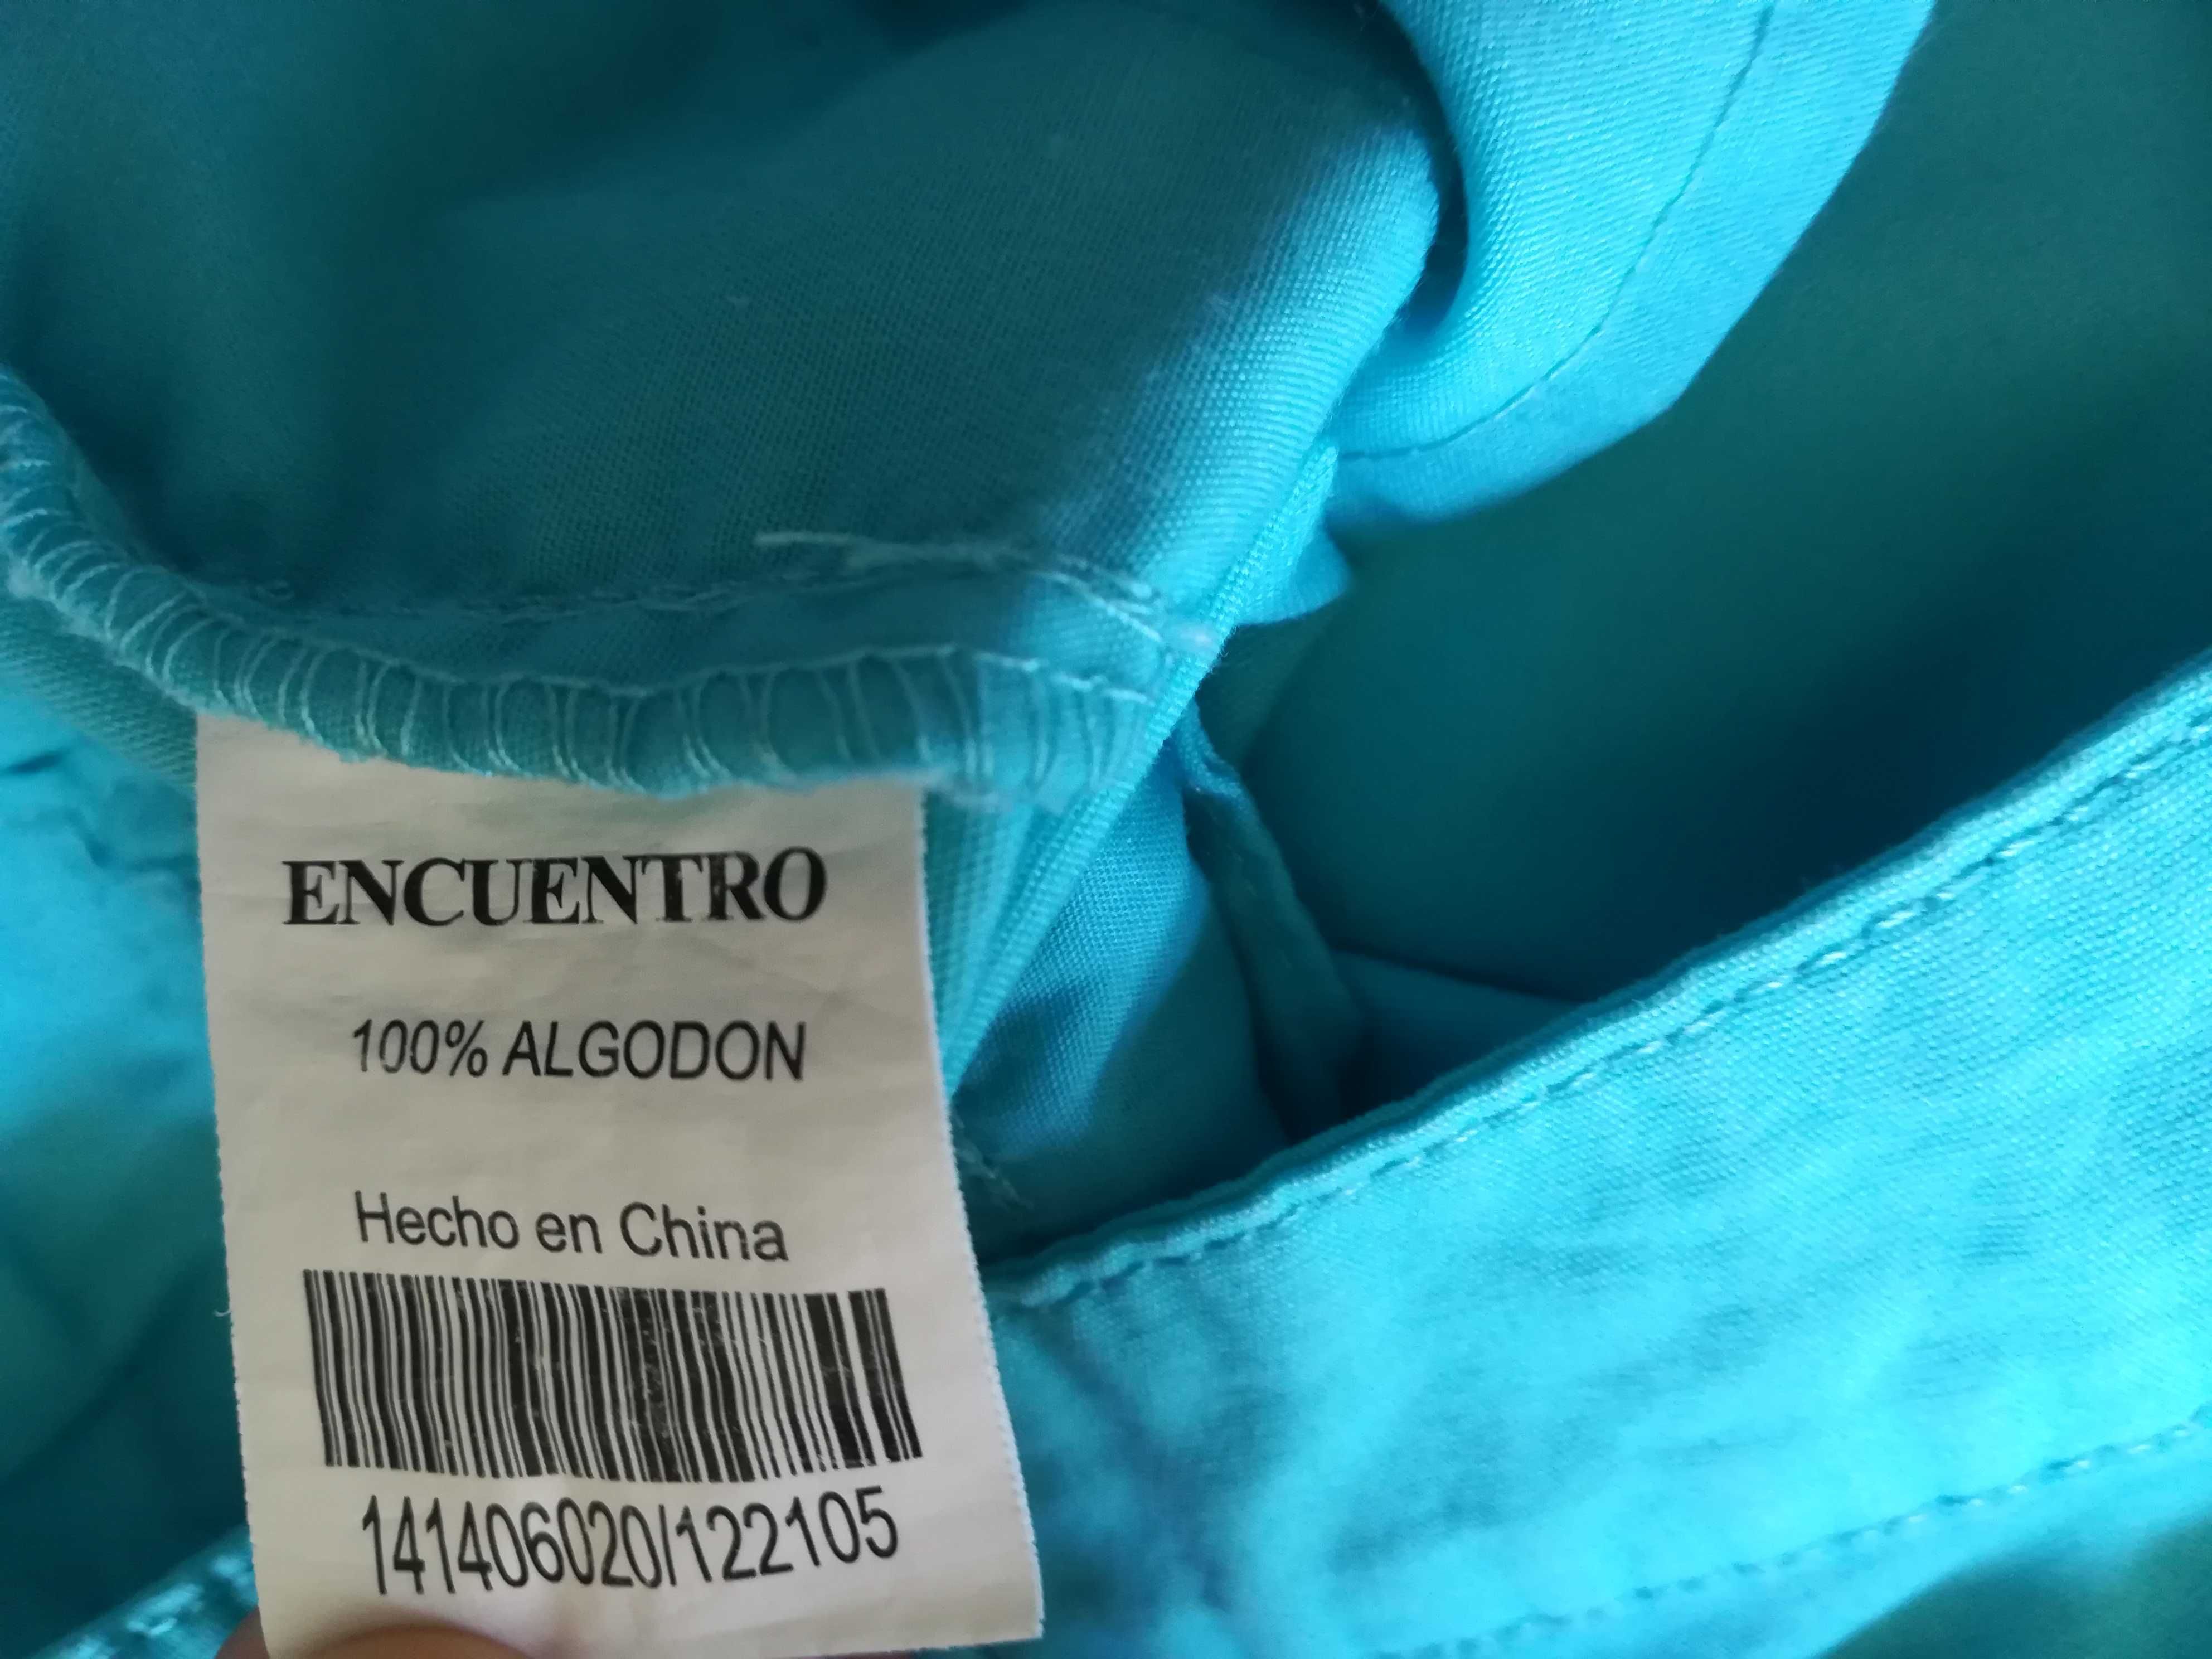 ENCUENTRO
100% ALGODON
Hecho en China
141406020/122105